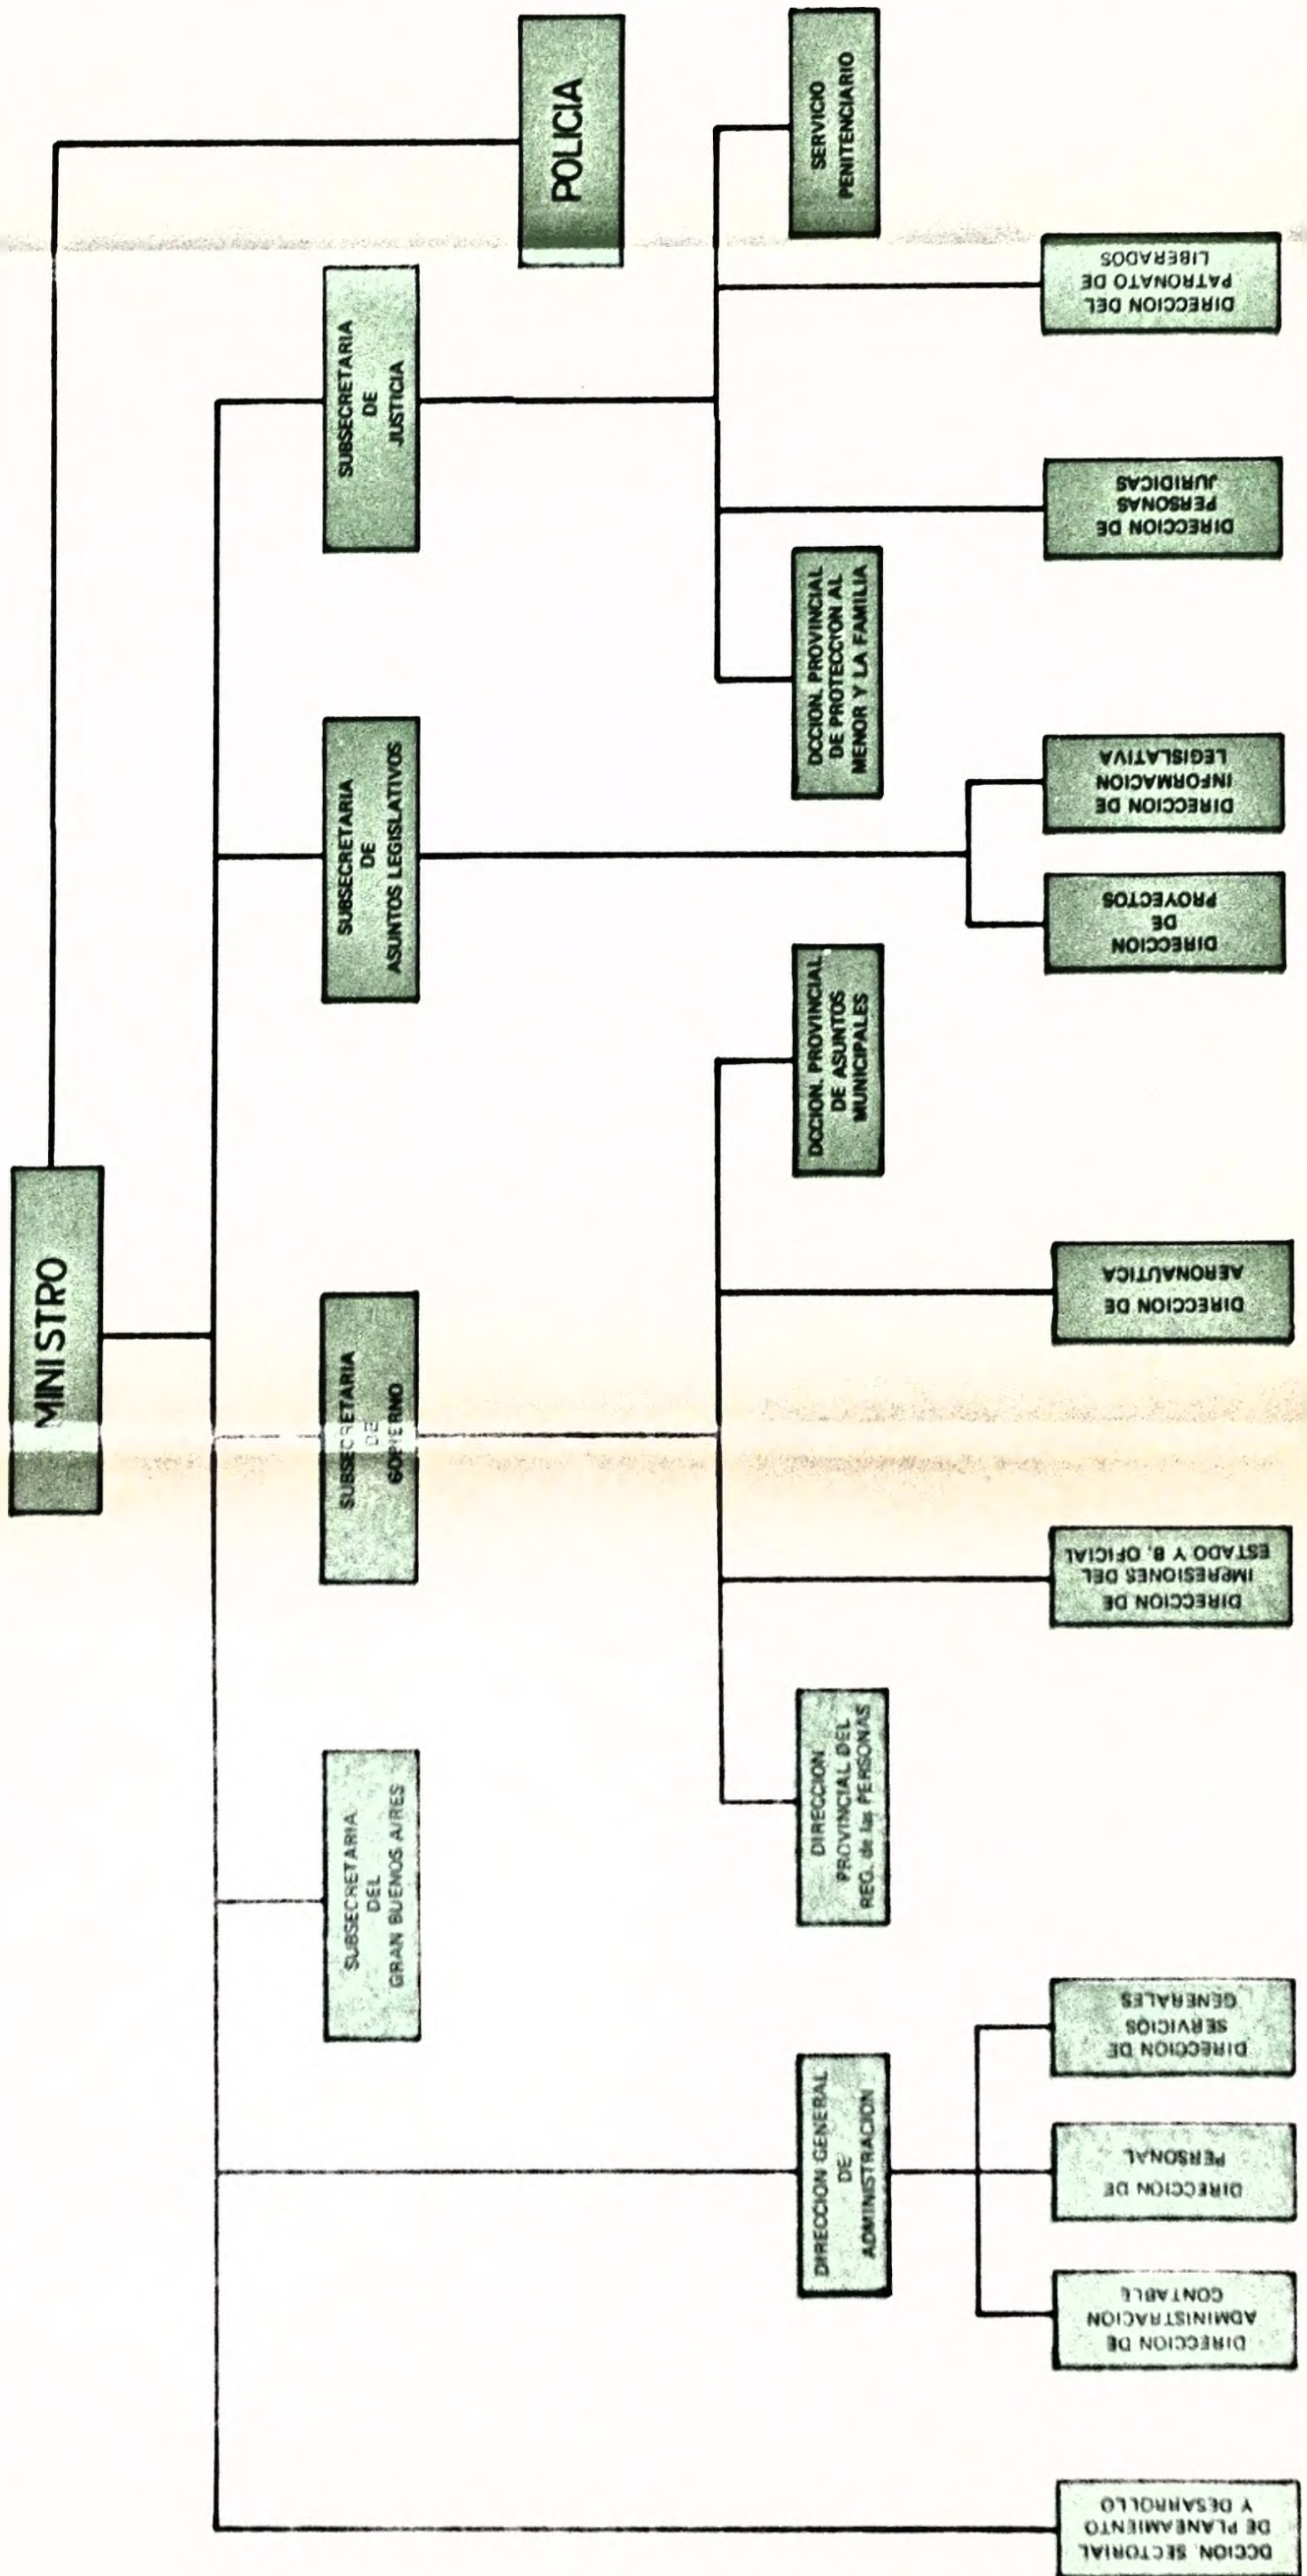 MINISTRO
POLICIA
SUBSECRETARIA
DEL
GRAN BUENOS AIRES
SUBSECRETARIA
DE
GOBIERNO
SUBSECRETARIA
DE
ASUNTOS LEGISLATIVOS
SUBSECRETARIA
DE
JUSTICIA
DIRECCION GENERAL
DE
ADMINISTRACION
DIRECCION
PROVINCIAL DEL
REG. de las PERSONAS
DCCION. PROVINCIAL
DE ASUNTOS
MUNICIPALES
DCCION. PROVINCIAL
DE PROTECCION AL
MENOR Y LA FAMILIA
SERVICIO
PENITENCIARIO
DCCION. SECTORIAL
DE PLANEAMIENTO
Y DESARROLLO
DIRECCION DE
ADMINISTRACION
CONTABLE
DIRECCION DE
PERSONAL
DIRECCION DE
SERVICIOS
GENERALES
DIRECCION DE
IMPRESIONES DEL
ESTADO Y B. OFICIAL
DIRECCION DE
AERONAUTICA
DIRECCION
DE
PROYECTOS
DIRECCION DE
INFORMACION
LEGISLATIVA
DIRECCION DE
PERSONAS
JURIDICAS
DIRECCION DEL
PATRONATO DE
LIBERADOS